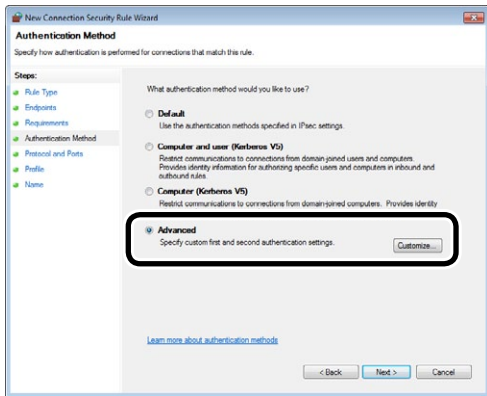 New Connection Security Rule Wizard
Authentication Method
Specify how authentication is performed for connections that match this rule.
Steps:
Rule Type
Endpoints
Requirements
Authentication Method
Protocol and Ports
Profile
Name
What authentication method would you like to use?
Default
Use the authentication methods specified in IPsec settings.
Computer and user (Kerberos V5)
Restrict communications to connections from domain-joined users and computers.
Provides identity information for authorizing specific users and computers in inbound and
outbound rules.
Computer (Kerberos V5)
Restrict communications to connections from domain-joined computers. Provides identity
Advanced
Specify custom first and second authentication settings.
Customize...
Learn more about authentication methods
< Back
Next >
Cancel